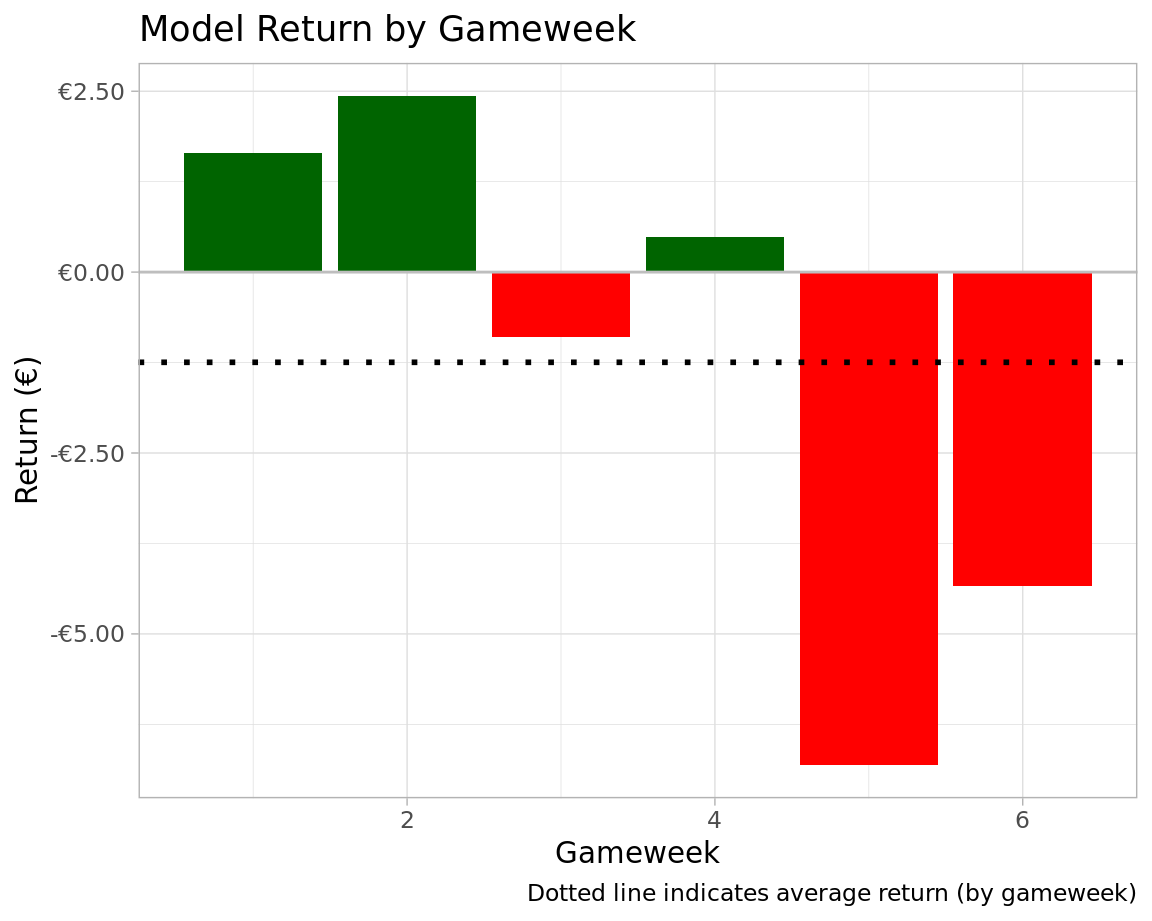 Model Return by Gameweek
€2.50
€0.00
-€2.50
-€5.00
Return (€)
2 4 6
Gameweek
Dotted line indicates average return (by gameweek)